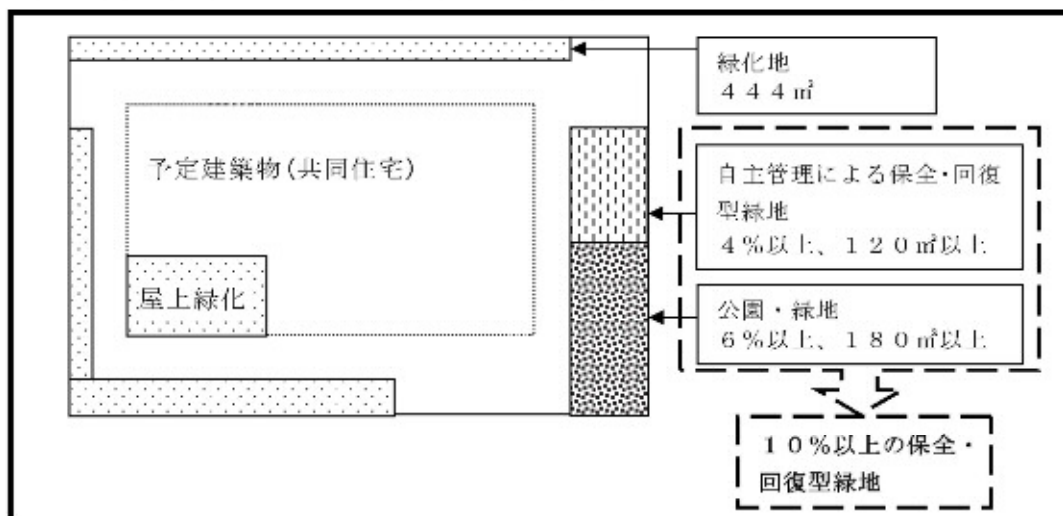 緑化地
４４４㎡
予定建築物(共同住宅)
自主管理による保全・回復
型緑地
４％以上、１２０㎡以上
屋上緑化
公園・緑地
６％以上、１８０㎡以上
１０％以上の保全・
回復型緑地